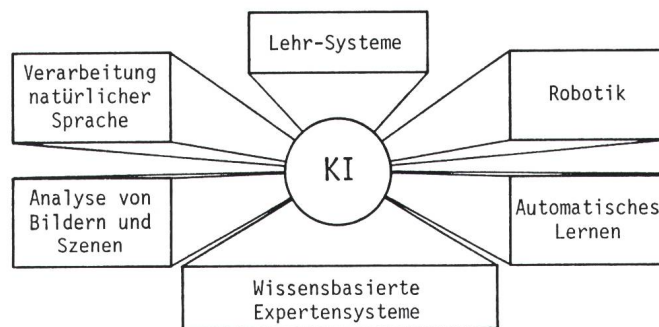 Lehr-Systeme
Verarbeitung
natürlicher
Sprache
Robotik
KI
Analyse von
Bildern und
Szenen
Automatisches
Lernen
Wissensbasierte
Expertensysteme